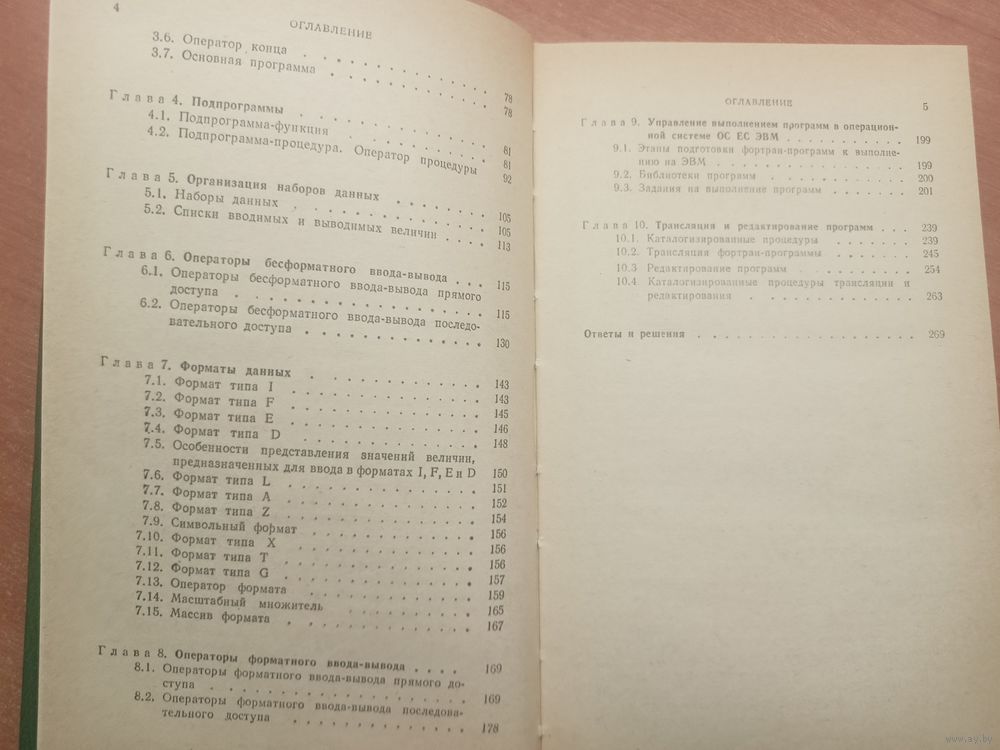 4
ОГЛАВЛЕНИЕ
3.6. Оператор конца . . . . . . . . . . . . 78
3.7. Основная программа . . . . . . . . . . 78
Глава 4. Подпрограммы . . . . . . . . . . . 81
4.1. Подпрограмма-функция . . . . . . . . . 81
4.2. Подпрограмма-процедура. Оператор процедуры 92
Глава 5. Организация наборов данных . . . . . . . 105
5.1. Наборы данных . . . . . . . . . . . . 105
5.2. Списки вводимых и выводимых величин . . . . 113
Глава 6. Операторы бесформатного ввода-вывода . . . 115
6.1. Операторы бесформатного ввода-вывода прямого
доступа . . . . . . . . . . . . . . . 115
6.2. Операторы бесформатного ввода-вывода последо-
вательного доступа . . . . . . . . . . . . 130
Глава 7. Форматы данных . . . . . . . . . . . 143
7.1. Формат типа I . . . . . . . . . . . . 143
7.2. Формат типа F . . . . . . . . . . . . 145
7.3. Формат типа E . . . . . . . . . . . . 146
7.4. Формат типа D . . . . . . . . . . . . 148
7.5. Особенности представления значений величин,
предназначенных для ввода в форматах I, F, E и D 150
7.6. Формат типа L . . . . . . . . . . . . 151
7.7. Формат типа A . . . . . . . . . . . . 152
7.8. Формат типа Z . . . . . . . . . . . . 154
7.9. Символьный формат . . . . . . . . . . . 156
7.10. Формат типа X . . . . . . . . . . . . 156
7.11. Формат типа T . . . . . . . . . . . . 156
7.12. Формат типа G . . . . . . . . . . . . 157
7.13. Оператор формата . . . . . . . . . . . 159
7.14. Масштабный множитель . . . . . . . . . 165
7.15. Массив формата . . . . . . . . . . . . 167
Глава 8. Операторы форматного ввода-вывода . . . . 169
8.1. Операторы форматного ввода-вывода прямого до-
ступа . . . . . . . . . . . . . . . . 169
8.2. Операторы форматного ввода-вывода последова-
тельного доступа . . . . . . . . . . . . 178
ОГЛАВЛЕНИЕ 5
Глава 9. Управление выполнением программ в операцион-
ной системе ОС ЕС ЭВМ . . . . . . . . . 199
9.1. Этапы подготовки фортран-программ к выполне-
нию на ЭВМ . . . . . . . . . . . . . 199
9.2. Библиотеки программ . . . . . . . . . . 200
9.3. Задания на выполнение программ . . . . . . 201
Глава 10. Трансляция и редактирование программ . . . 239
10.1. Каталогизированные процедуры . . . . . . 239
10.2. Трансляция фортран-программы . . . . . . 245
10.3 Редактирование программ . . . . . . . . 254
10.4. Каталогизированные процедуры трансляции и
редактирования . . . . . . . . . . . . 263
Ответы и решения . . . . . . . . . . . . . 269
www.ay.by